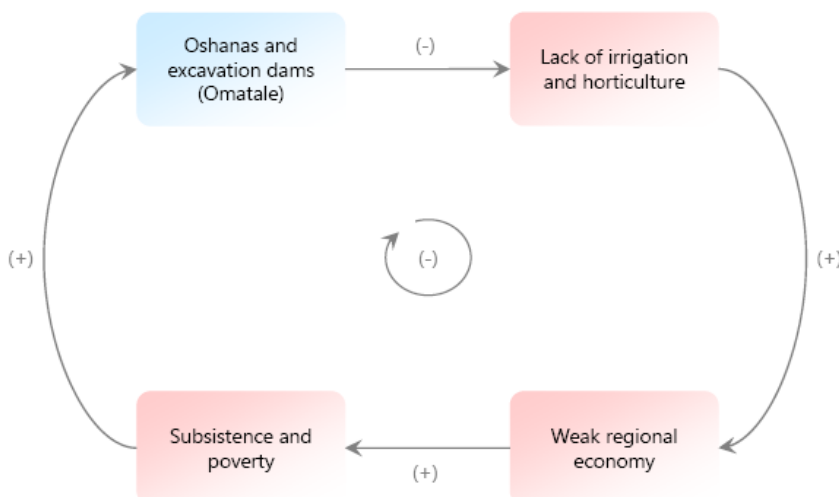 Oshanas and
excavation dams
(Omatale)
(-)
Lack of irrigation
and horticulture
(+)
(-)
(+)
Subsistence and
poverty
(+)
Weak regional
economy